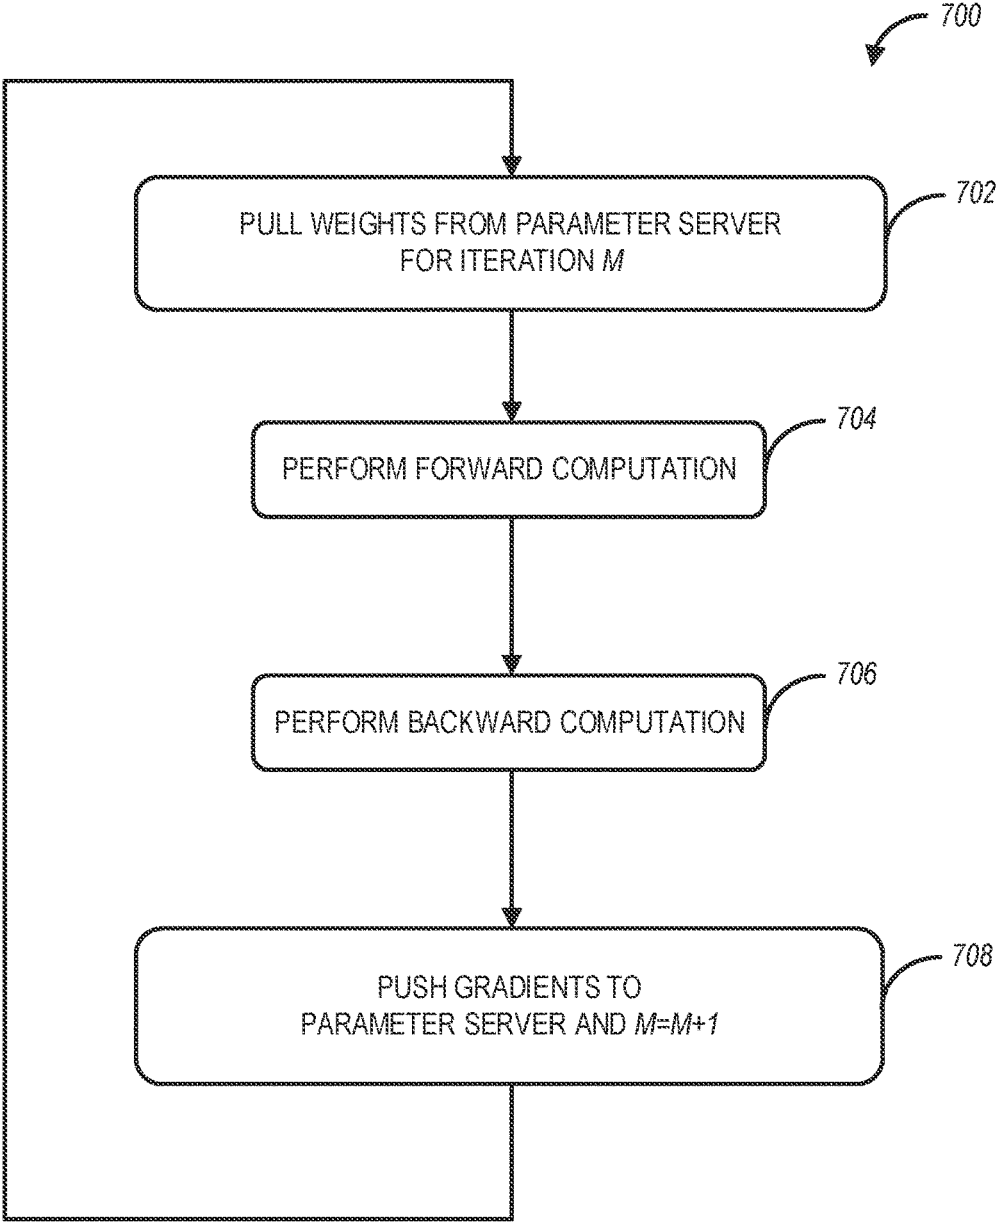 700
PULL WEIGHTS FROM PARAMETER SERVER
FOR ITERATION M
702
PERFORM FORWARD COMPUTATION
704
PERFORM BACKWARD COMPUTATION
706
PUSH GRADIENTS TO
PARAMETER SERVER AND M=M+1
708